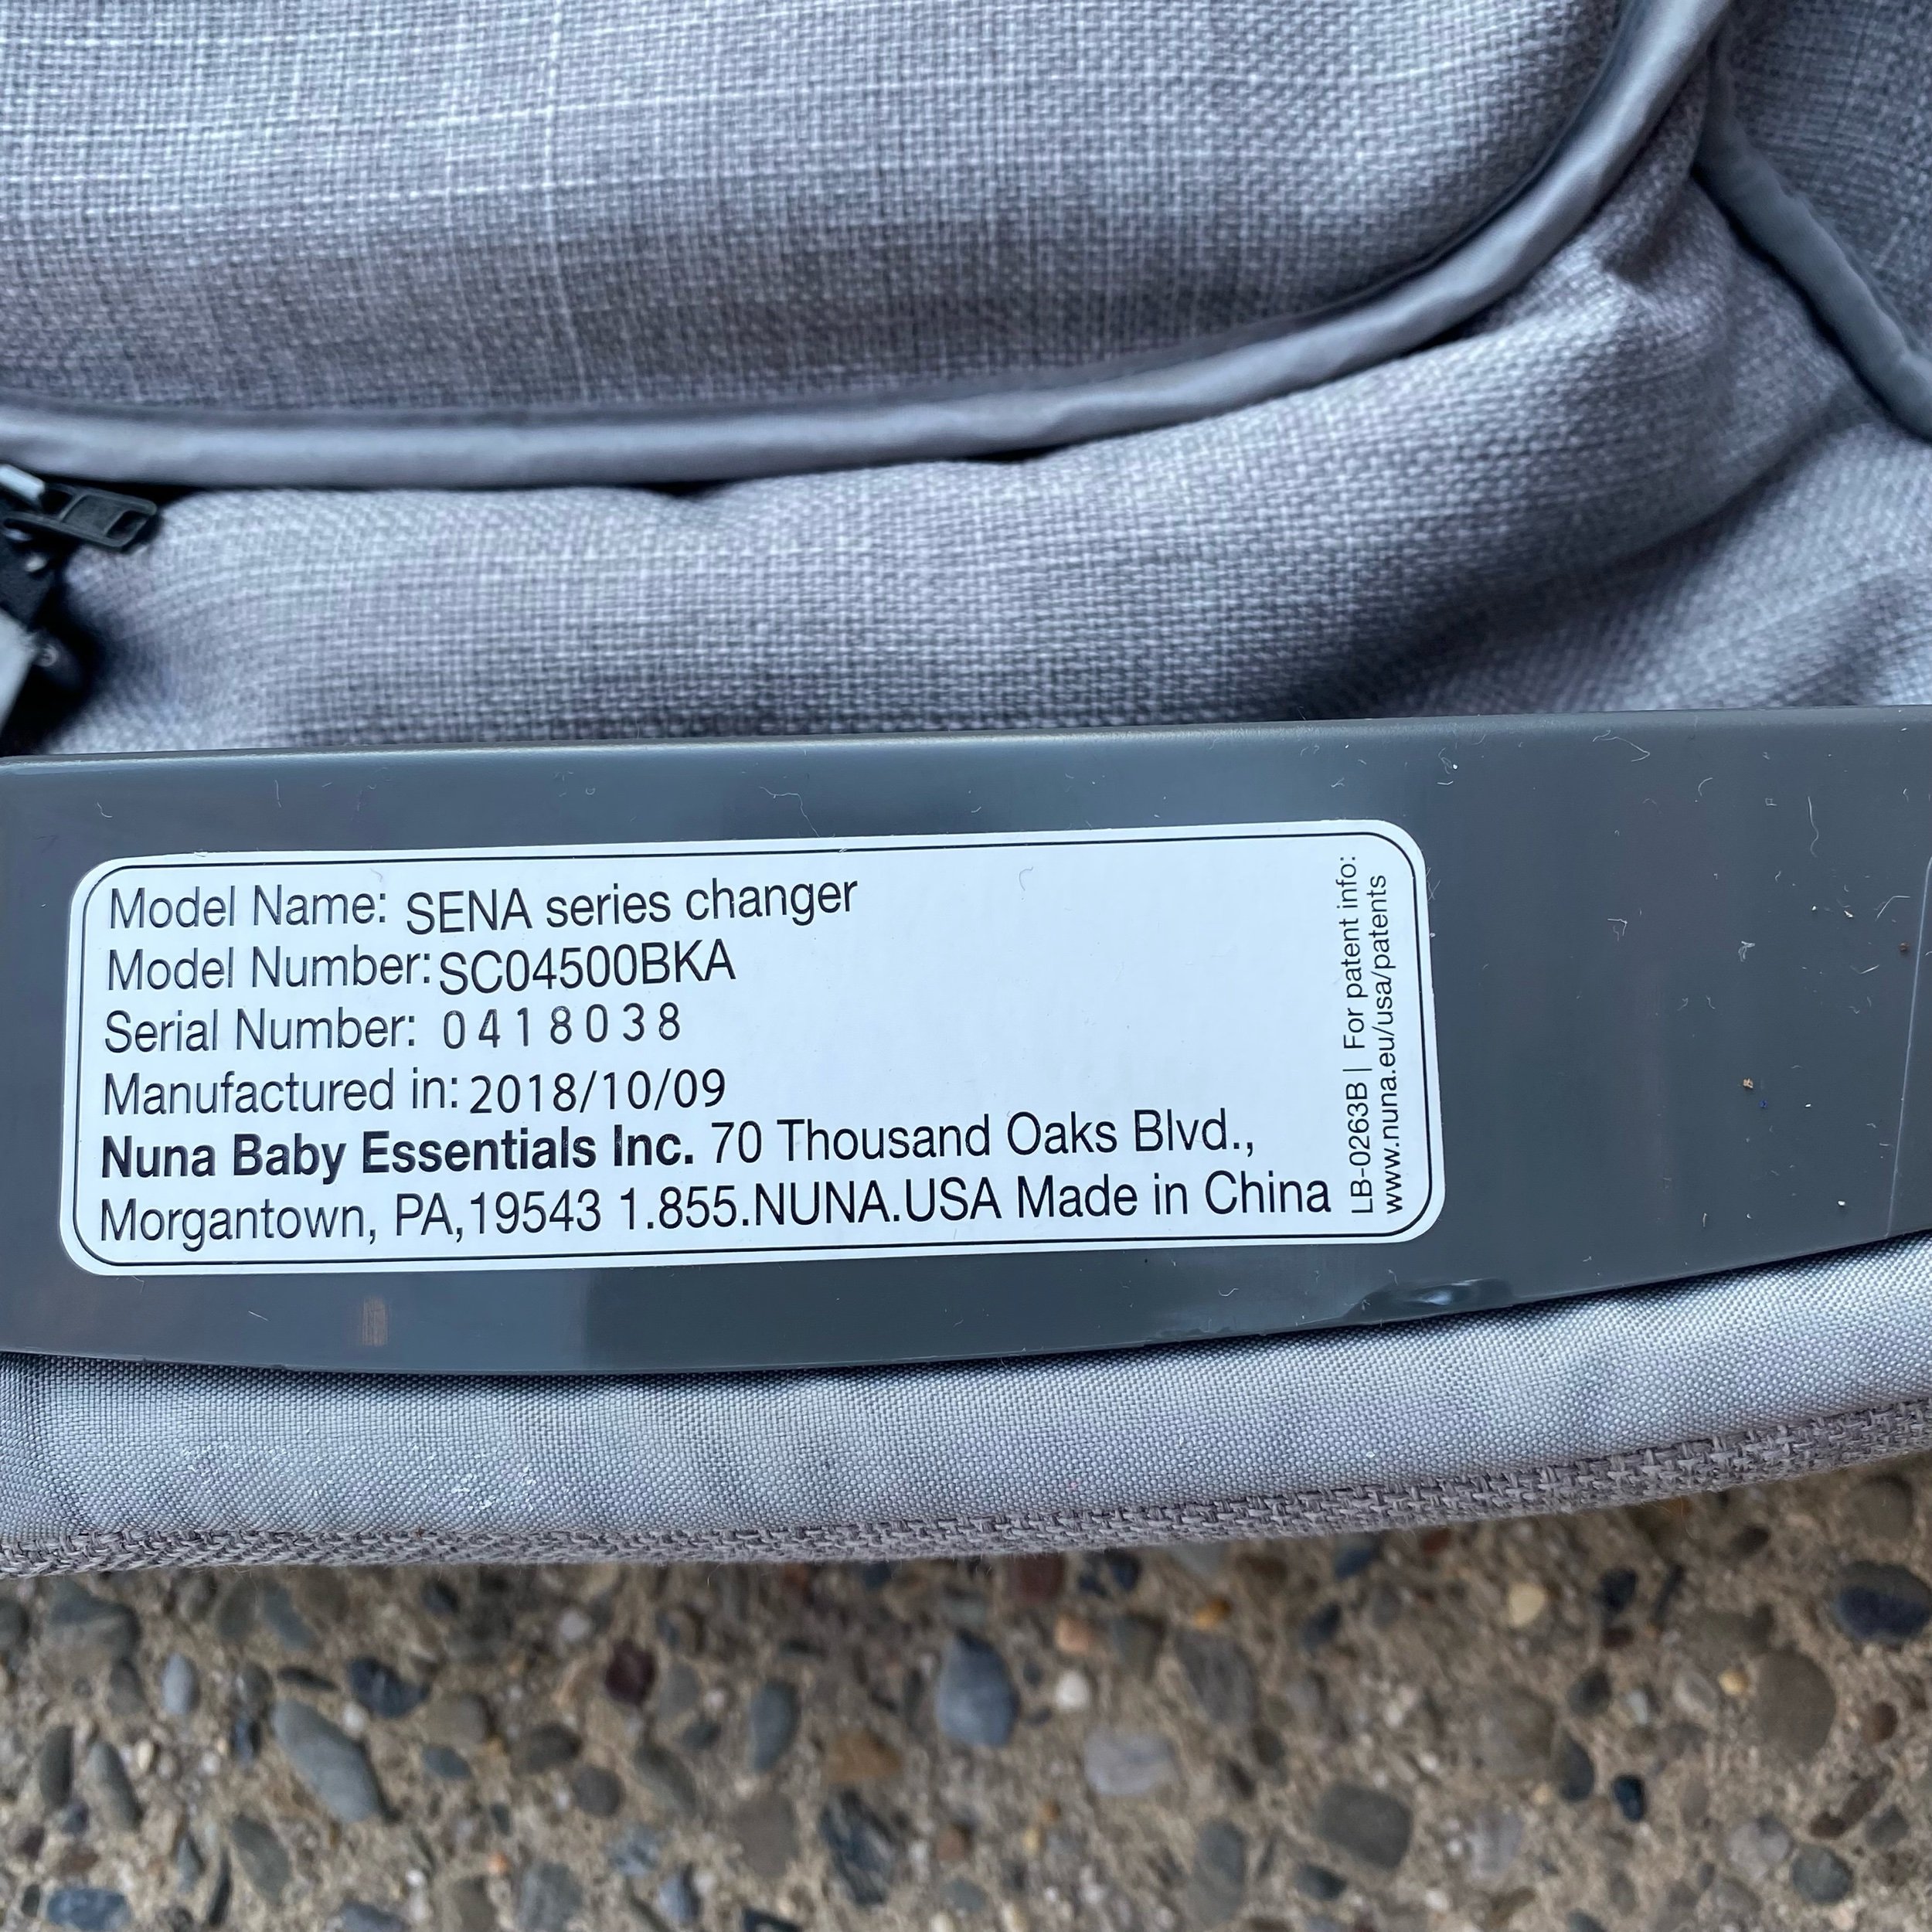 Model Name: SENA series changer
Model Number: SC04500BKA
Serial Number: 0418038
Manufactured in: 2018/10/09
Nuna Baby Essentials Inc. 70 Thousand Oaks Blvd.,
Morgantown, PA,19543 1.855.NUNA.USA Made in China
LB-0263B | For patent info:
www.nuna.eu/usa/patents